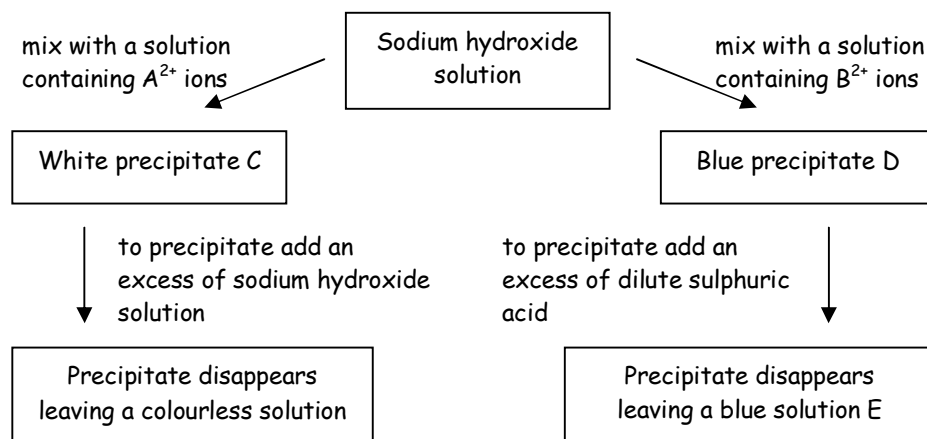 Sodium hydroxide
solution
mix with a solution
containing A²⁺ ions
mix with a solution
containing B²⁺ ions
White precipitate C
Blue precipitate D
to precipitate add an
excess of sodium hydroxide
solution
to precipitate add an
excess of dilute sulphuric
acid
Precipitate disappears
leaving a colourless solution
Precipitate disappears
leaving a blue solution E